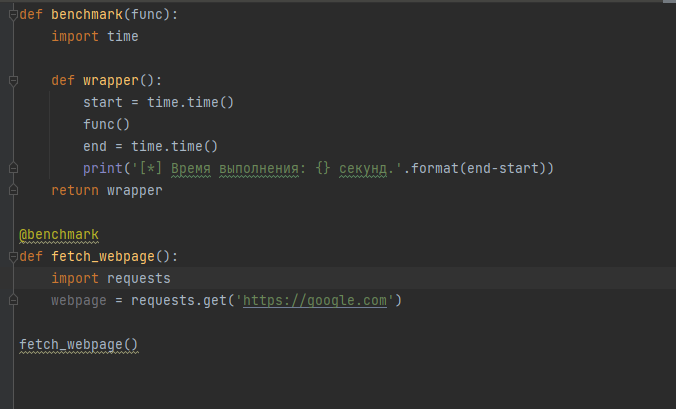 def benchmark(func):
    import time

    def wrapper():
        start = time.time()
        func()
        end = time.time()
        print('[*] Время выполнения: {} секунд.'.format(end-start))
    return wrapper

@benchmark
def fetch_webpage():
    import requests
    webpage = requests.get('https://google.com')

fetch_webpage()